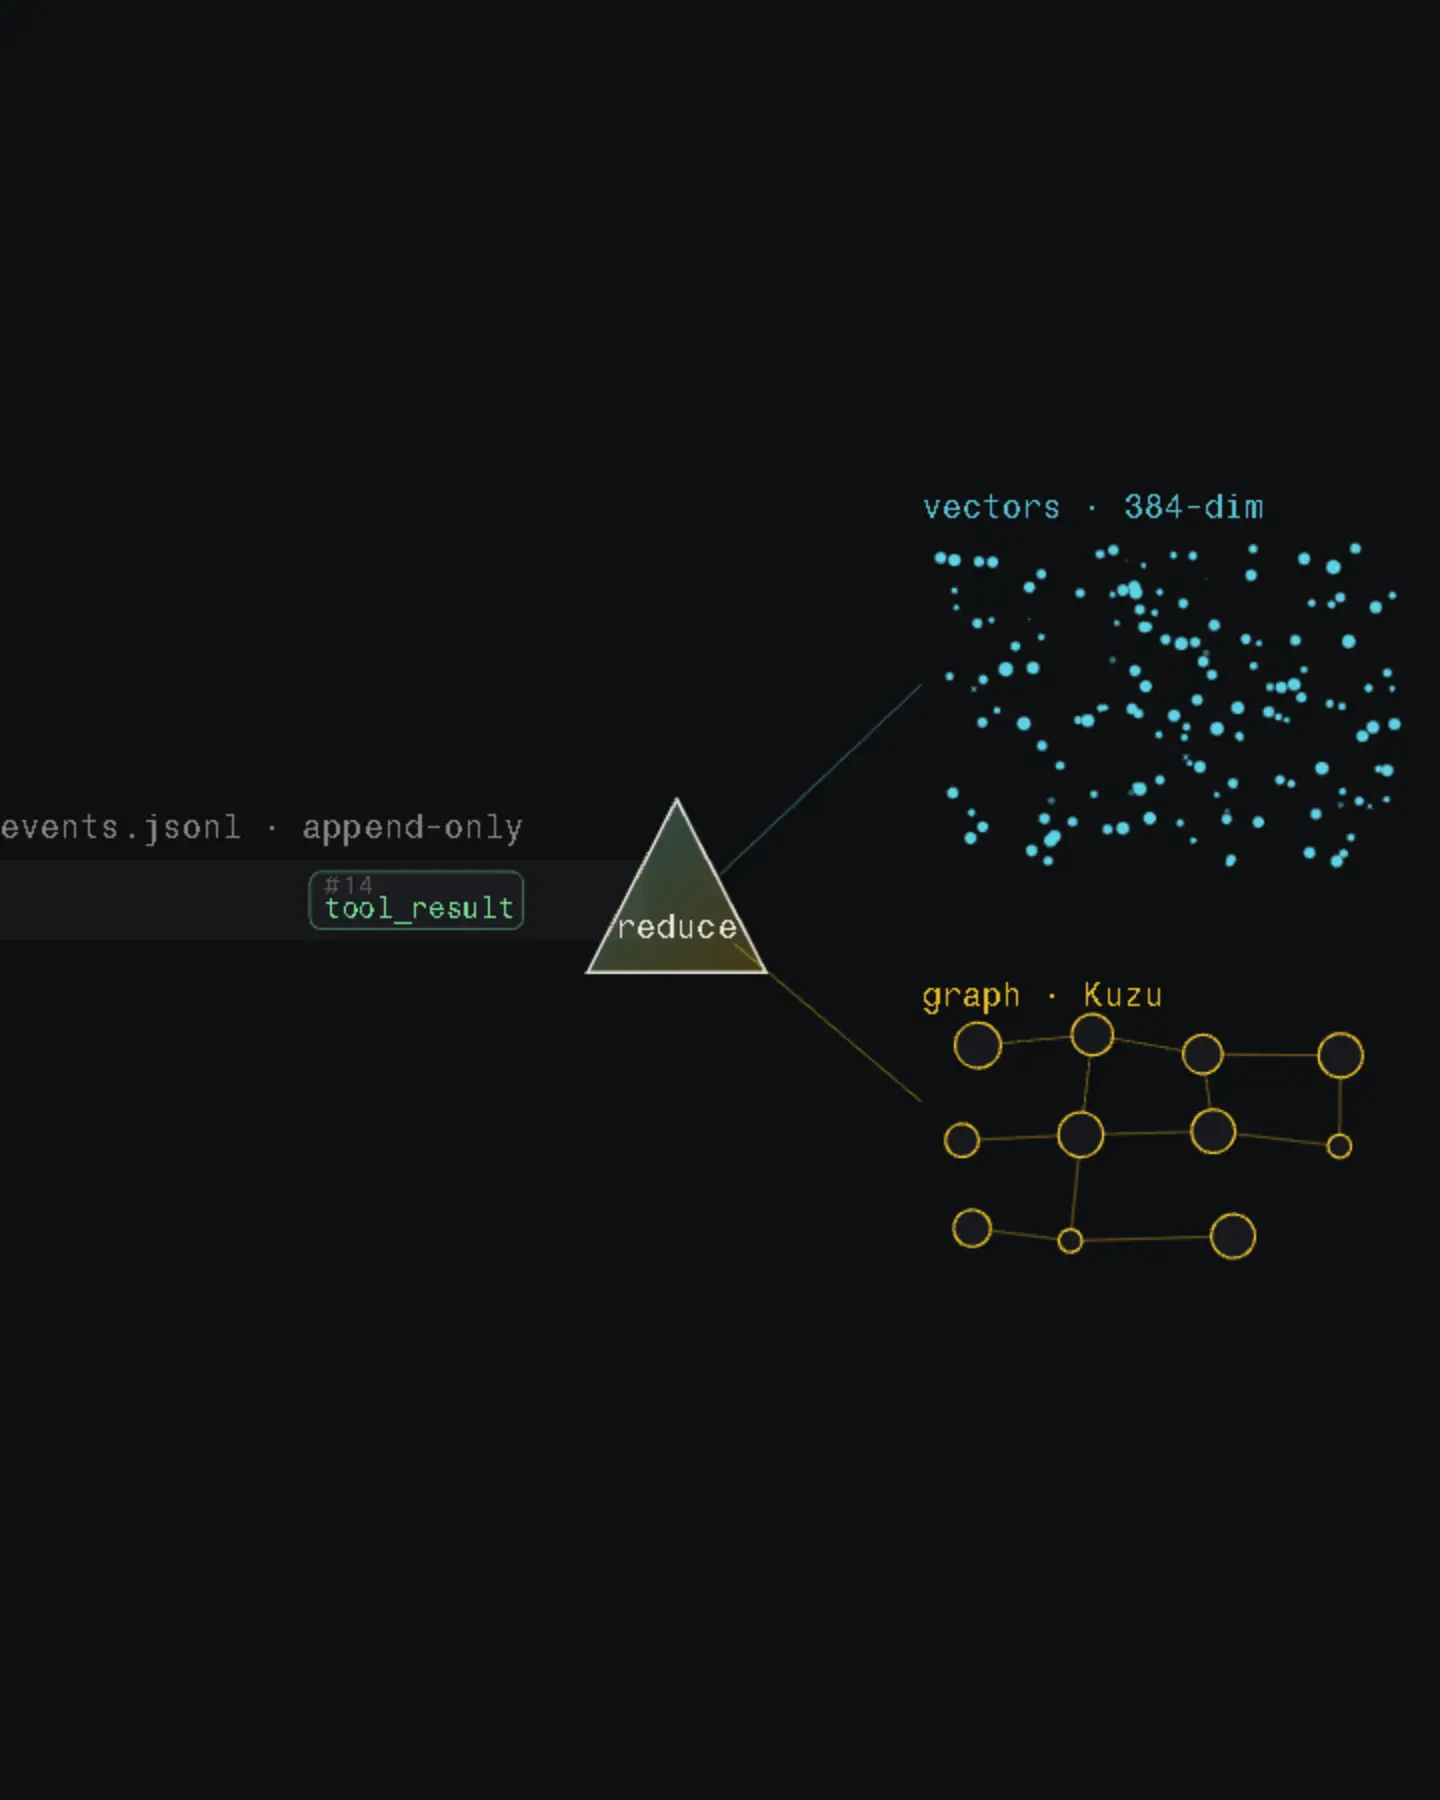 vectors · 384-dim
events.jsonl · append-only
#14
tool_result
reduce
graph · Kuzu